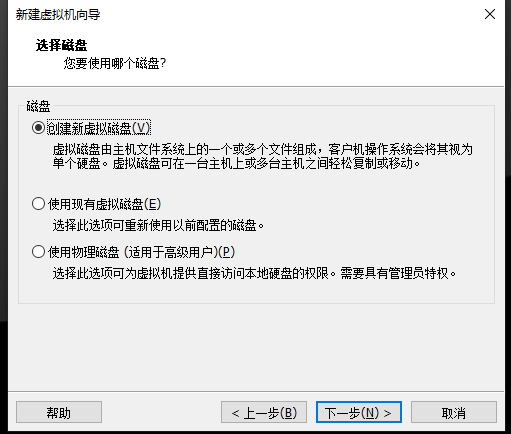 新建虚拟机向导
选择磁盘
您要使用哪个磁盘?
磁盘
创建新虚拟磁盘(V)
虚拟磁盘由主机文件系统上的一个或多个文件组成，客户机操作系统会将其视为
单个硬盘。虚拟磁盘可在一台主机上或多台主机之间轻松复制或移动。
使用现有虚拟磁盘(E)
选择此选项可重新使用以前配置的磁盘。
使用物理磁盘 (适用于高级用户)(P)
选择此选项可为虚拟机提供直接访问本地硬盘的权限。需要具有管理员特权。
帮助
< 上一步(B)
下一步(N) >
取消